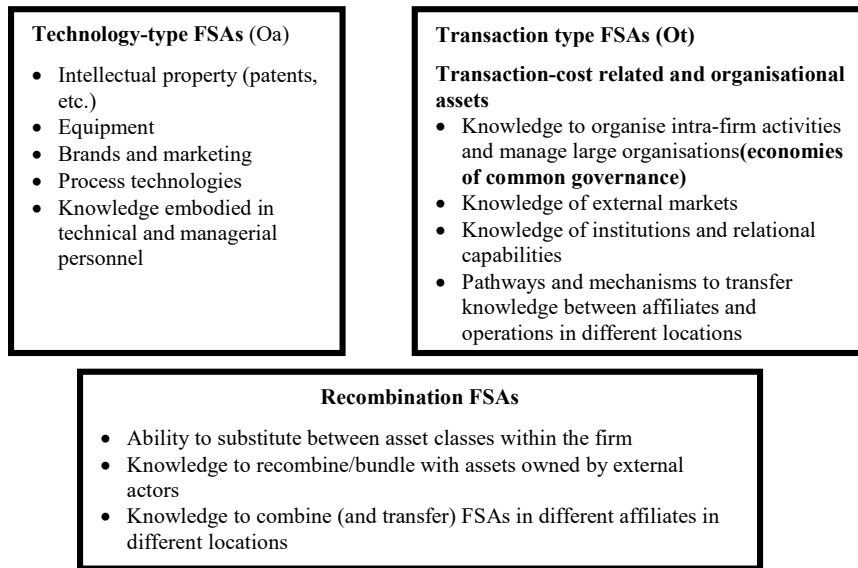 Technology-type FSAs (Oa)
• Intellectual property (patents,
etc.)
• Equipment
• Brands and marketing
• Process technologies
• Knowledge embodied in
technical and managerial
personnel
Transaction type FSAs (Ot)
Transaction-cost related and organisational
assets
• Knowledge to organise intra-firm activities
and manage large organisations(economies
of common governance)
• Knowledge of external markets
• Knowledge of institutions and relational
capabilities
• Pathways and mechanisms to transfer
knowledge between affiliates and
operations in different locations
Recombination FSAs
• Ability to substitute between asset classes within the firm
• Knowledge to recombine/bundle with assets owned by external
actors
• Knowledge to combine (and transfer) FSAs in different affiliates in
different locations